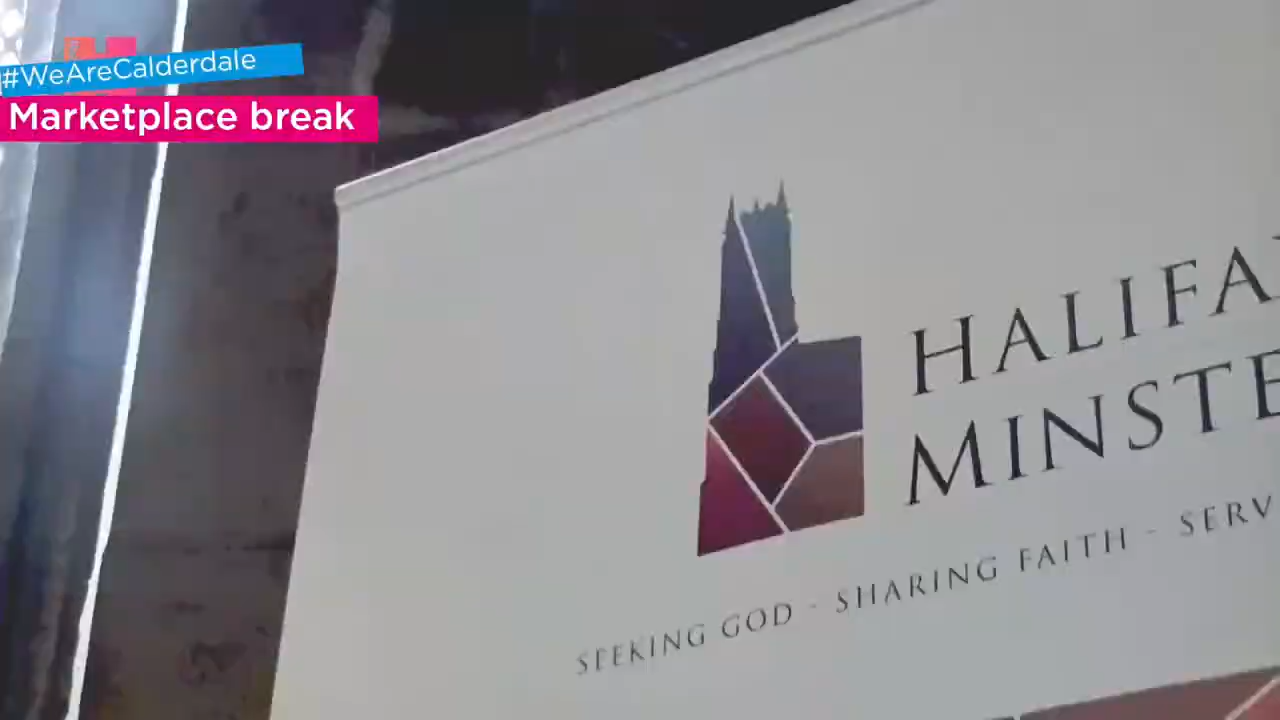 #WeAreCalderdale
Marketplace break
HALIFA
MINSTE
SEEKING GOD - SHARING FAITH - SERV